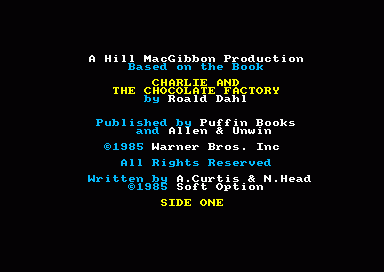 A Hill MacGibbon Production
Based on the Book
CHARLIE AND
THE CHOCOLATE FACTORY
by Roald Dahl
Published by Puffin Books
and Allen & Unwin
©1985 Warner Bros. Inc
All Rights Reserved
Written by A.Curtis & N.Head
©1985 Soft Option
SIDE ONE